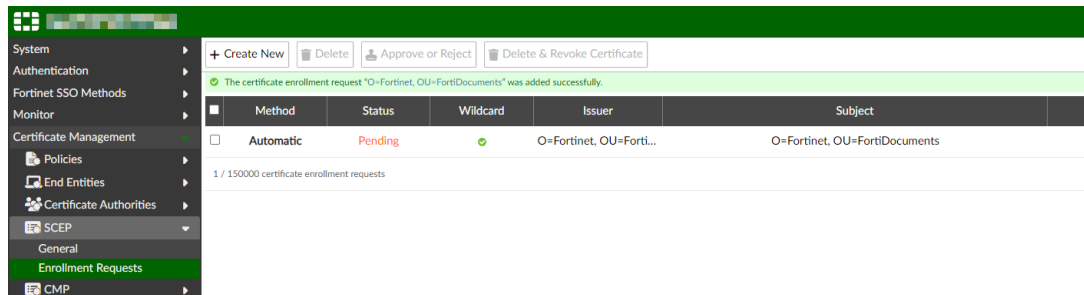 System
Authentication
Fortinet SSO Methods
Monitor
Certificate Management
Policies
End Entities
Certificate Authorities
SCEP
General
Enrollment Requests
CMP
+ Create New Delete Approve or Reject Delete & Revoke Certificate
The certificate enrollment request "O=Fortinet, OU=FortiDocuments" was added successfully.
Method Status Wildcard Issuer Subject
Automatic Pending O=Fortinet, OU=Forti... O=Fortinet, OU=FortiDocuments
1 / 150000 certificate enrollment requests